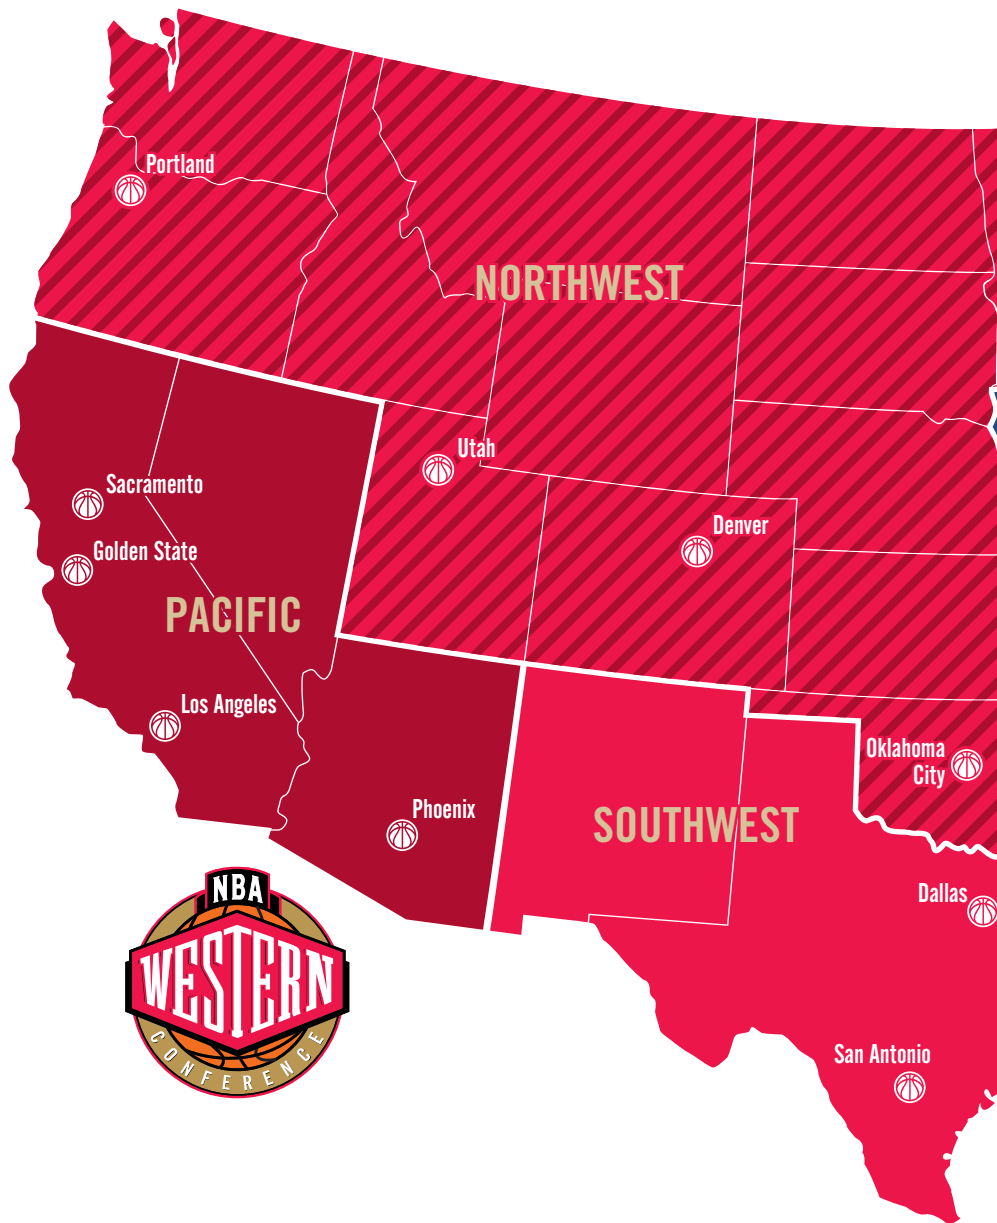 Portland
NORTHWEST
Utah
Sacramento
Denver
Golden State
PACIFIC
Los Angeles
Oklahoma
City
Phoenix
SOUTHWEST
Dallas
NBA
WESTERN
CONFERENCE
San Antonio